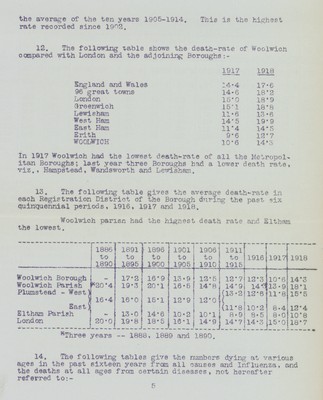 the average of the ten years 1905-1914. This is the highest
rate recorded since 1902.
12. The following table shows the death-rate of Woolwich
compared with London and the adjoining Boroughs:-
1917 1918
England and Wales 17·6
96 great towns 14·6 18·2
London 15·0 18·9
Greenwich 15·1 18·8
Lewisham 11·6 13·6
West Ham 14·5 19·9
East Ham 11·4 14·5
Erith 9·6 12·7
WOOLWICH 10·6 14·3
In 1917 Woolwich had the lowest death-rate of all the Metropol-
itan Boroughs; last year three Boroughs had a lower death rate,
viz., Hampstead, Wandsworth and Lewisham.
13. The following table gives the average death-rate in
each Registration District of the Borough during the past six
quinquennial periods, 1916, 1917 and 1918.
Woolwich parish had the highest death rate and Eltham
the lowest.
1886 1891 1896 1901 1906 1911
to to to to to to 1916 1917 1918
1890 1895 1900 1905 1910 1915
Woolwich Borough - 17·2 16·9 13·9 12·5 12·7 12·3 10·6 14·3
Woolwich Parish *20·4 19·3 20·1 16·5 14·8 14·9 13·9 18·1
Plumstead - West 13·2 12·6 11·8 15·6
16·4 16·0 15·1 12·9 12·0
East 11·8 10·2 8·4 12·4
Eltham Parish - 13·0 14·6 10·2 10·1 8·9 8·5 8·0 10·8
London 20·0 19·8 18·5 16·1 14·9 14·7 14·3 15·0 18·7
*Three years -- 1888, 1889 and 1890.
14. The following tables give the numbers dying at various
ages in the past sixteen years from all causes and Influenza, and
the deaths at all ages from certain diseases, not hereafter
referred to:-
5